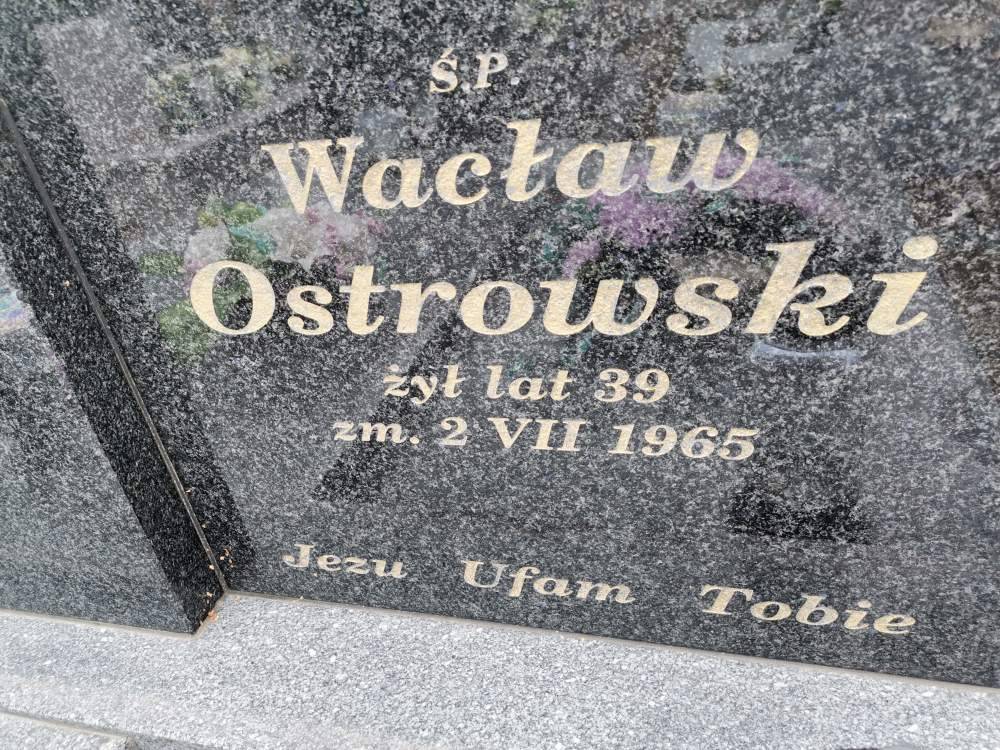 Ś.P.
Wacław
Ostrowski
żył lat 39
zm. 2 VII 1965
Jezu Ufam Tobie